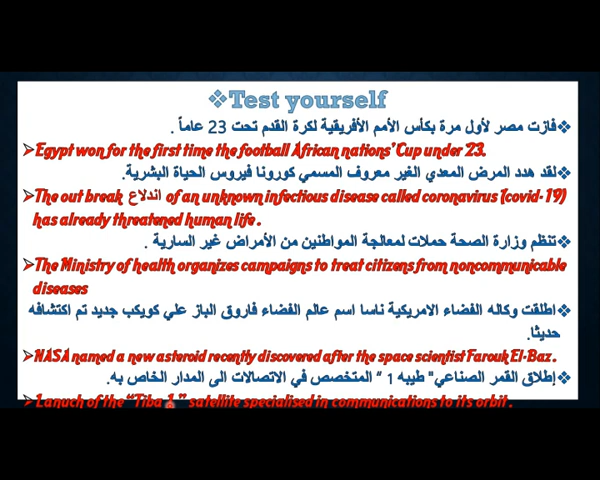 ❖Test yourself
❖فازت مصر لأول مرة بكأس الأمم الأفريقية لكرة القدم تحت 23 عاماً .
➢Egypt won for the first time the football African nations' Cup under 23.
❖لقد هدد المرض المعدي الغير معروف المسمي كورونا فيروس الحياة البشرية.
➢The out break اندلاع of an unknown infectious disease called coronavirus (covid-19)
has already threatened human life .
❖تنظم وزارة الصحة حملات لمعالجة المواطنين من الأمراض غير السارية .
➢The Ministry of health organizes campaigns to treat citizens from noncommunicable
diseases
❖اطلقت وكاله الفضاء الامريكية ناسا اسم عالم الفضاء فاروق الباز علي كويكب جديد تم اكتشافه
حديثا.
➢NASA named a new asteroid recently discovered after the space scientist Farouk El-Baz .
❖إطلاق القمر الصناعي" طيبه 1 " المتخصص في الاتصالات الى المدار الخاص به.
➢Lanuch of the "Tiba 1 " satellite specialised in communications to its orbit .